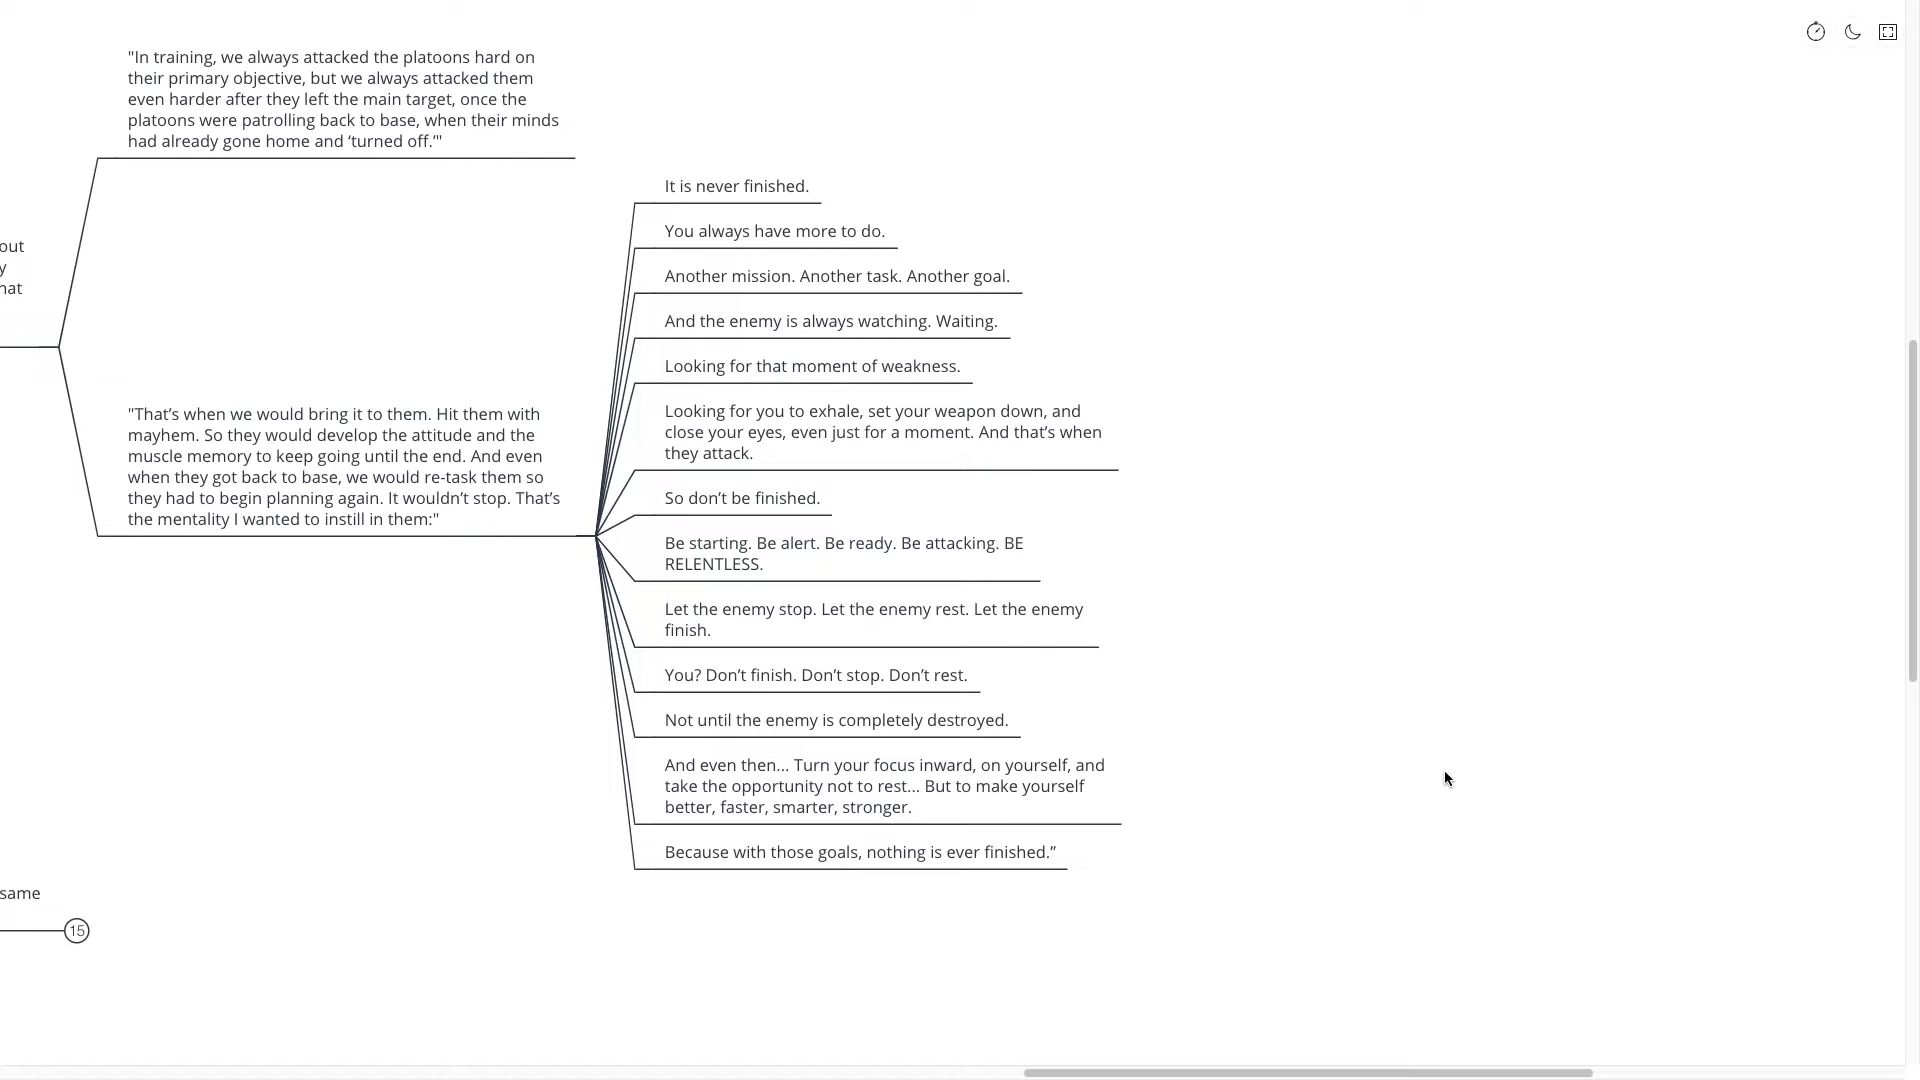 "In training, we always attacked the platoons hard on
their primary objective, but we always attacked them
even harder after they left the main target, once the
platoons were patrolling back to base, when their minds
had already gone home and ‘turned off.’"
out
y
hat
"That’s when we would bring it to them. Hit them with
mayhem. So they would develop the attitude and the
muscle memory to keep going until the end. And even
when they got back to base, we would re-task them so
they had to begin planning again. It wouldn’t stop. That’s
the mentality I wanted to instill in them:"
It is never finished.
You always have more to do.
Another mission. Another task. Another goal.
And the enemy is always watching. Waiting.
Looking for that moment of weakness.
Looking for you to exhale, set your weapon down, and
close your eyes, even just for a moment. And that’s when
they attack.
So don’t be finished.
Be starting. Be alert. Be ready. Be attacking. BE
RELENTLESS.
Let the enemy stop. Let the enemy rest. Let the enemy
finish.
You? Don’t finish. Don’t stop. Don’t rest.
Not until the enemy is completely destroyed.
And even then... Turn your focus inward, on yourself, and
take the opportunity not to rest... But to make yourself
better, faster, smarter, stronger.
Because with those goals, nothing is ever finished.”
same
15